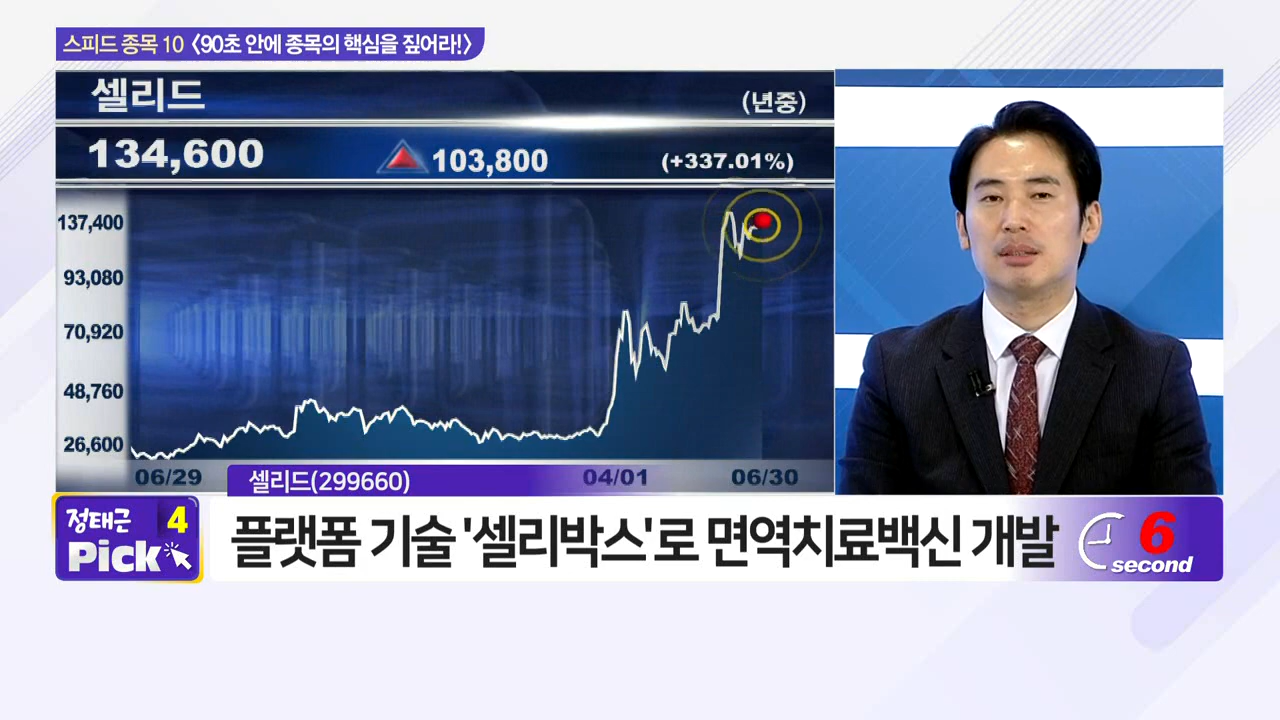 스피드 종목 10 <90초 안에 종목의 핵심을 짚어라!>
셀리드
(년중)
134,600
103,800
(+337.01%)
137,400
93,080
70,920
48,760
26,600
06/29
04/01
06/30
셀리드(299660)
정태근 4
Pick
플랫폼 기술 '셀리박스'로 면역치료백신 개발
6
second